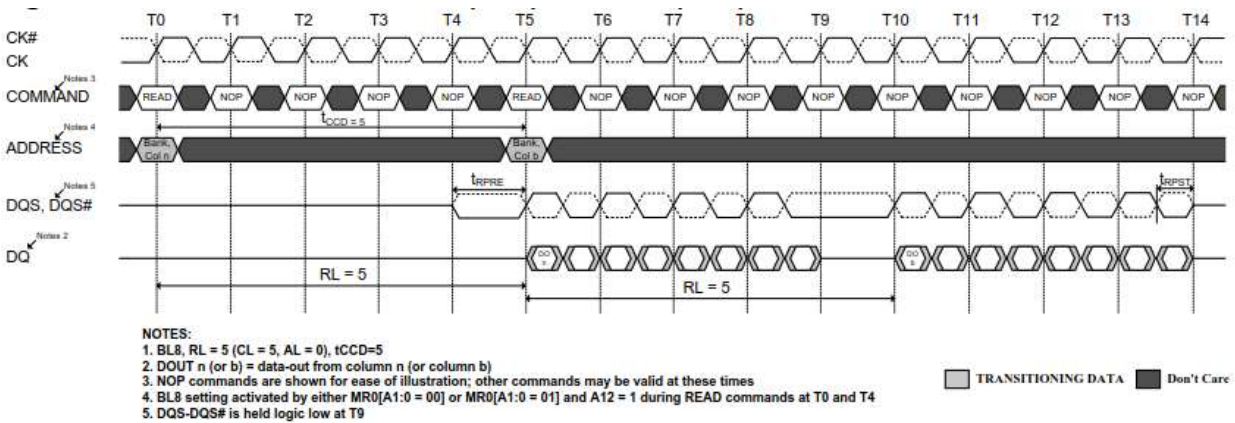 T0 T1 T2 T3 T4 T5 T6 T7 T8 T9 T10 T11 T12 T13 T14
CK#
CK
Notes 3
COMMAND READ NOP NOP NOP NOP READ NOP NOP NOP NOP NOP NOP NOP NOP NOP
tCCD = 5
Notes 4
ADDRESS Bank, Col n Bank, Col b
tRPRE tRPST
Notes 5
DQS, DQS#
Notes 2
DQ
RL = 5
RL = 5
NOTES:
1. BL8, RL = 5 (CL = 5, AL = 0), tCCD=5
2. DOUT n (or b) = data-out from column n (or column b)
3. NOP commands are shown for ease of illustration; other commands may be valid at these times
4. BL8 setting activated by either MR0[A1:0 = 00] or MR0[A1:0 = 01] and A12 = 1 during READ commands at T0 and T4
5. DQS-DQS# is held logic low at T9
TRANSITIONING DATA Don't Care